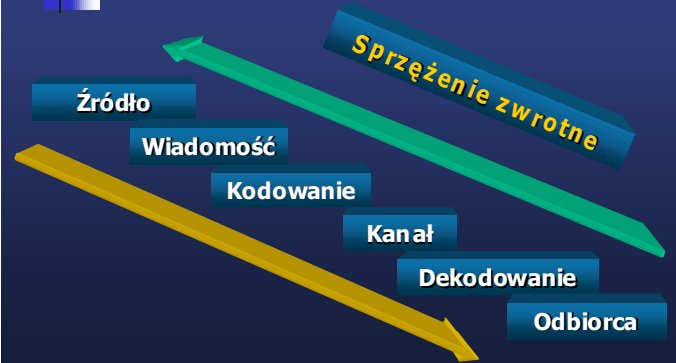 Sprzężenie zwrotne
Źródło
Wiadomość
Kodowanie
Kanał
Dekodowanie
Odbiorca